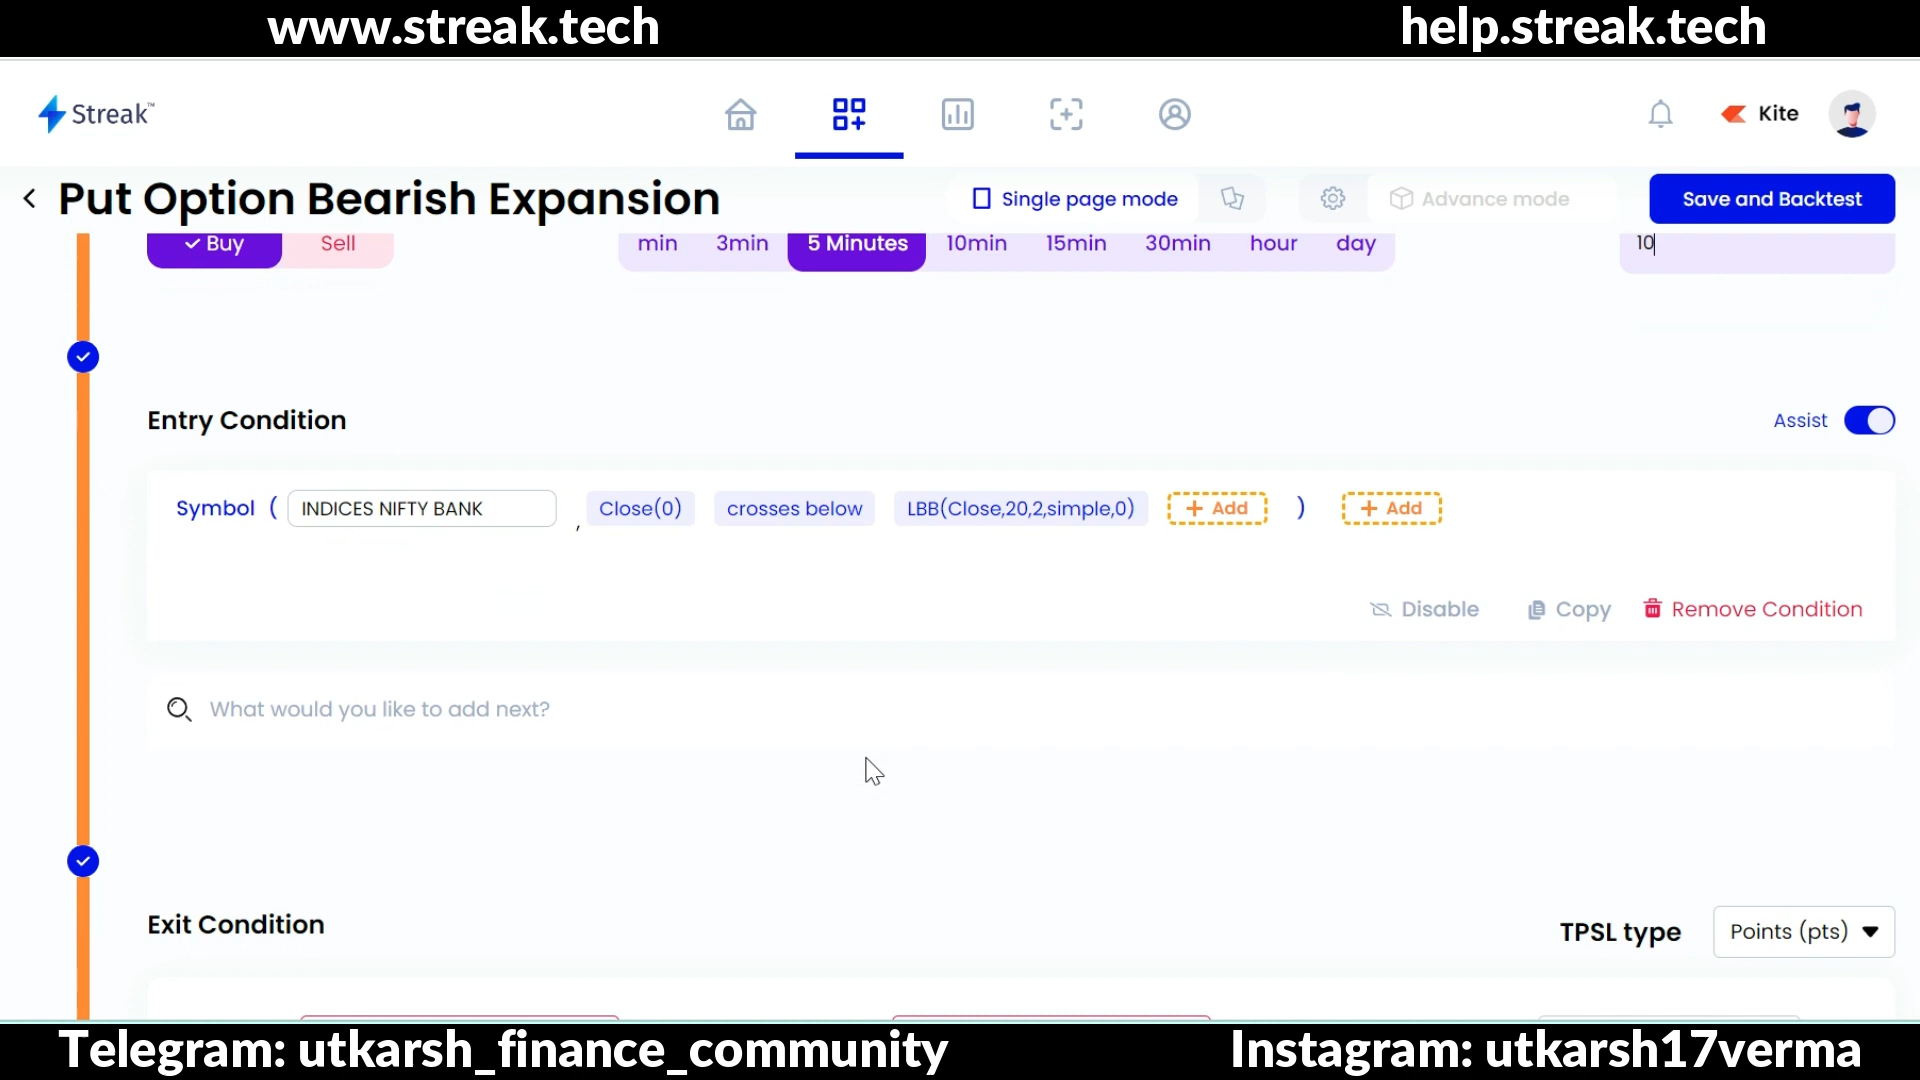 www.streak.tech help.streak.tech
Streak™ Kite
Put Option Bearish Expansion Single page mode Advance mode Save and Backtest
Buy Sell min 3min 5 Minutes 10min 15min 30min hour day 10
Entry Condition Assist
Symbol ( INDICES NIFTY BANK , Close(0) crosses below LBB(Close,20,2,simple,0) + Add ) + Add
Disable Copy Remove Condition
What would you like to add next?
Exit Condition TPSL type Points (pts)
Telegram: utkarsh_finance_community Instagram: utkarsh17verma